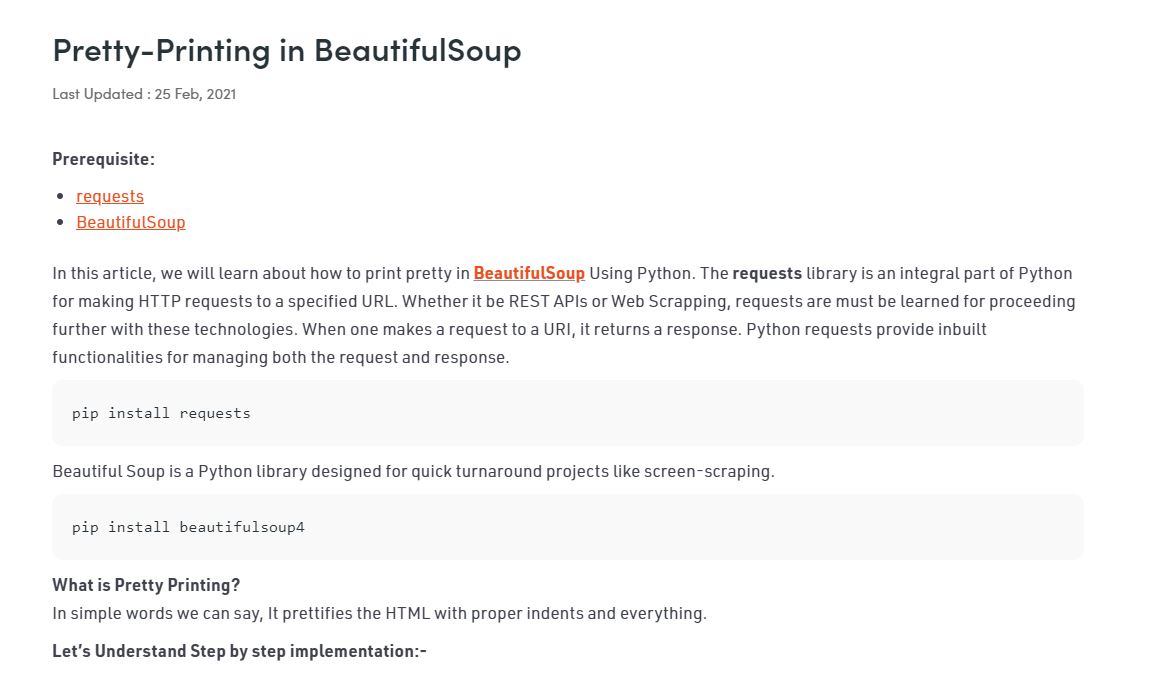 Pretty-Printing in BeautifulSoup
Last Updated : 25 Feb, 2021
Prerequisite:
requests
BeautifulSoup
In this article, we will learn about how to print pretty in BeautifulSoup Using Python. The requests library is an integral part of Python
for making HTTP requests to a specified URL. Whether it be REST APIs or Web Scrapping, requests are must be learned for proceeding
further with these technologies. When one makes a request to a URI, it returns a response. Python requests provide inbuilt
functionalities for managing both the request and response.
pip install requests
Beautiful Soup is a Python library designed for quick turnaround projects like screen-scraping.
pip install beautifulsoup4
What is Pretty Printing?
In simple words we can say, It prettifies the HTML with proper indents and everything.
Let’s Understand Step by step implementation:-